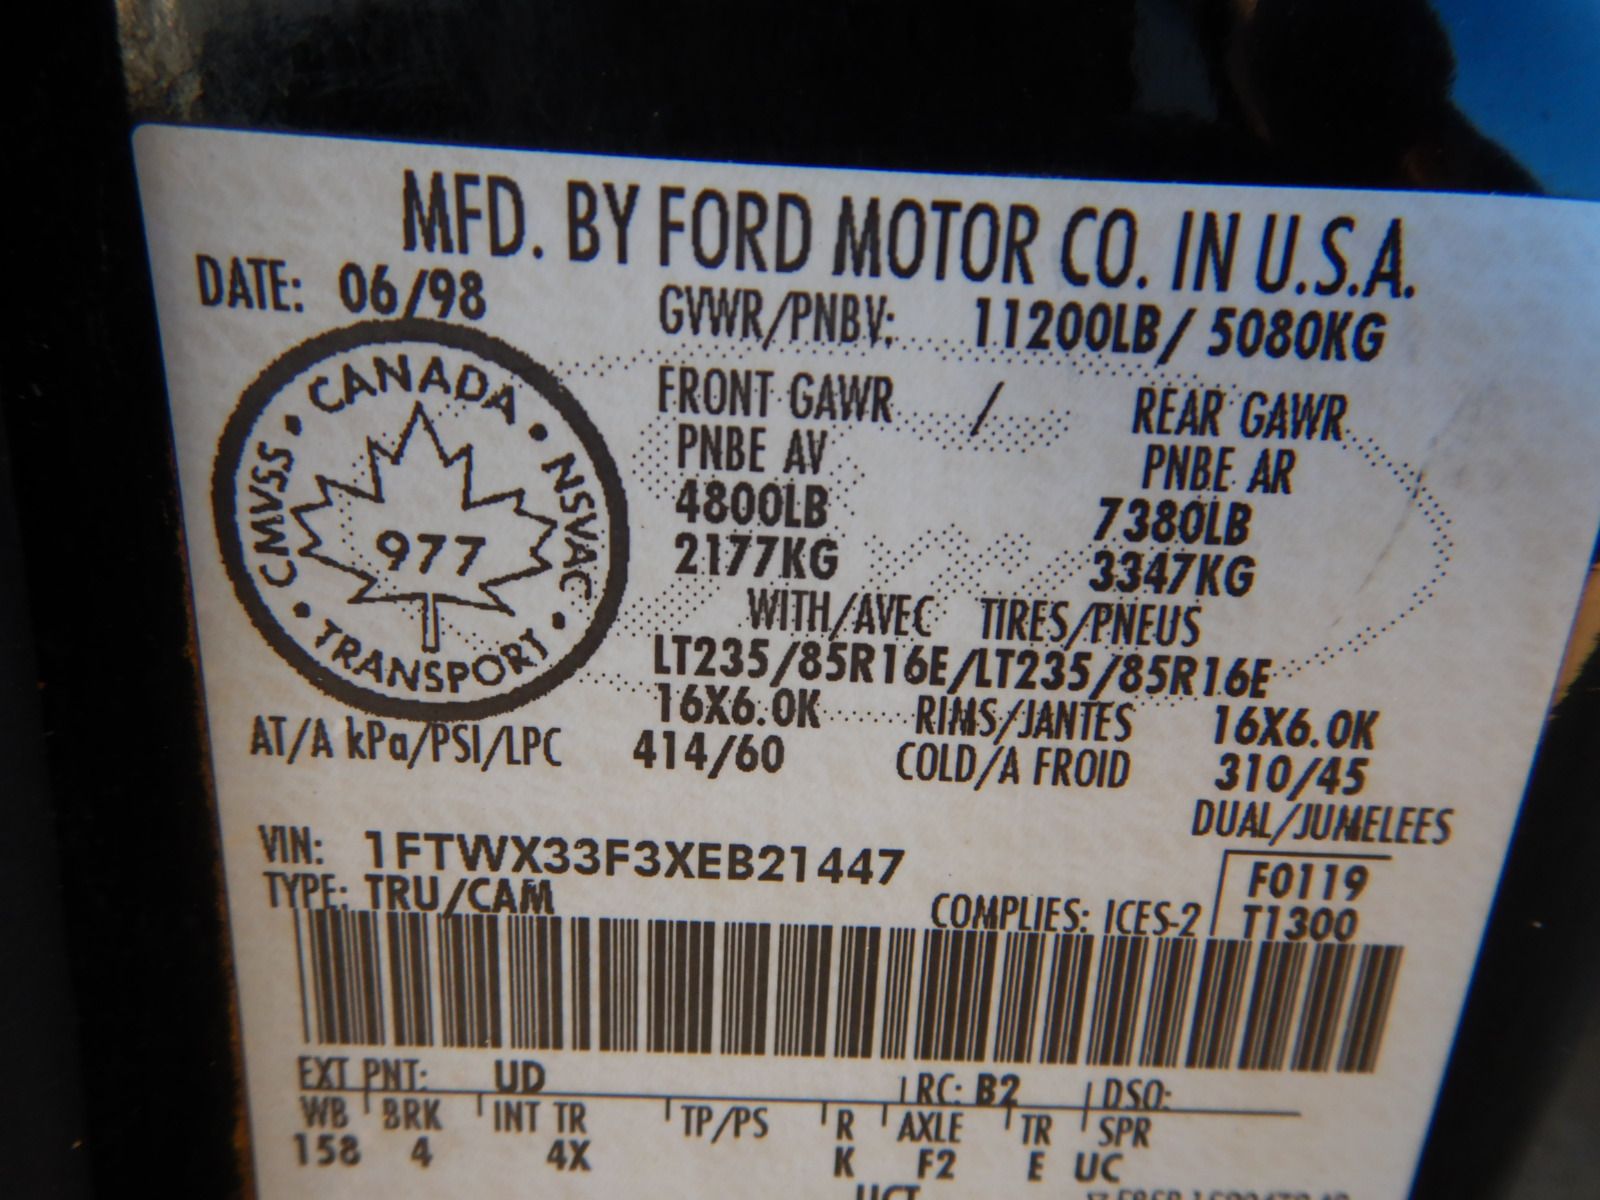 MFD. BY FORD MOTOR CO. IN U.S.A.
DATE: 06/98
GVWR/PNBV: 11200LB/ 5080KG
CANADA • NSVAC • TRANSPORT • CMVSS •
977
FRONT GAWR / REAR GAWR
PNBE AV PNBE AR
4800LB 7380LB
2177KG 3347KG
WITH/AVEC TIRES/PNEUS
LT235/85R16E/LT235/85R16E
16X6.0K RIMS/JANTES 16X6.0K
AT/A kPa/PSI/LPC 414/60 COLD/A FROID 310/45
DUAL/JUMELEES
VIN: 1FTWX33F3XEB21447
F0119
TYPE: TRU/CAM COMPLIES: ICES-2 T1300
EXT PNT: UD RC: B2 DSO:
WB BRK INT TR TP/PS R AXLE TR SPR
158 4 4X K F2 E UC